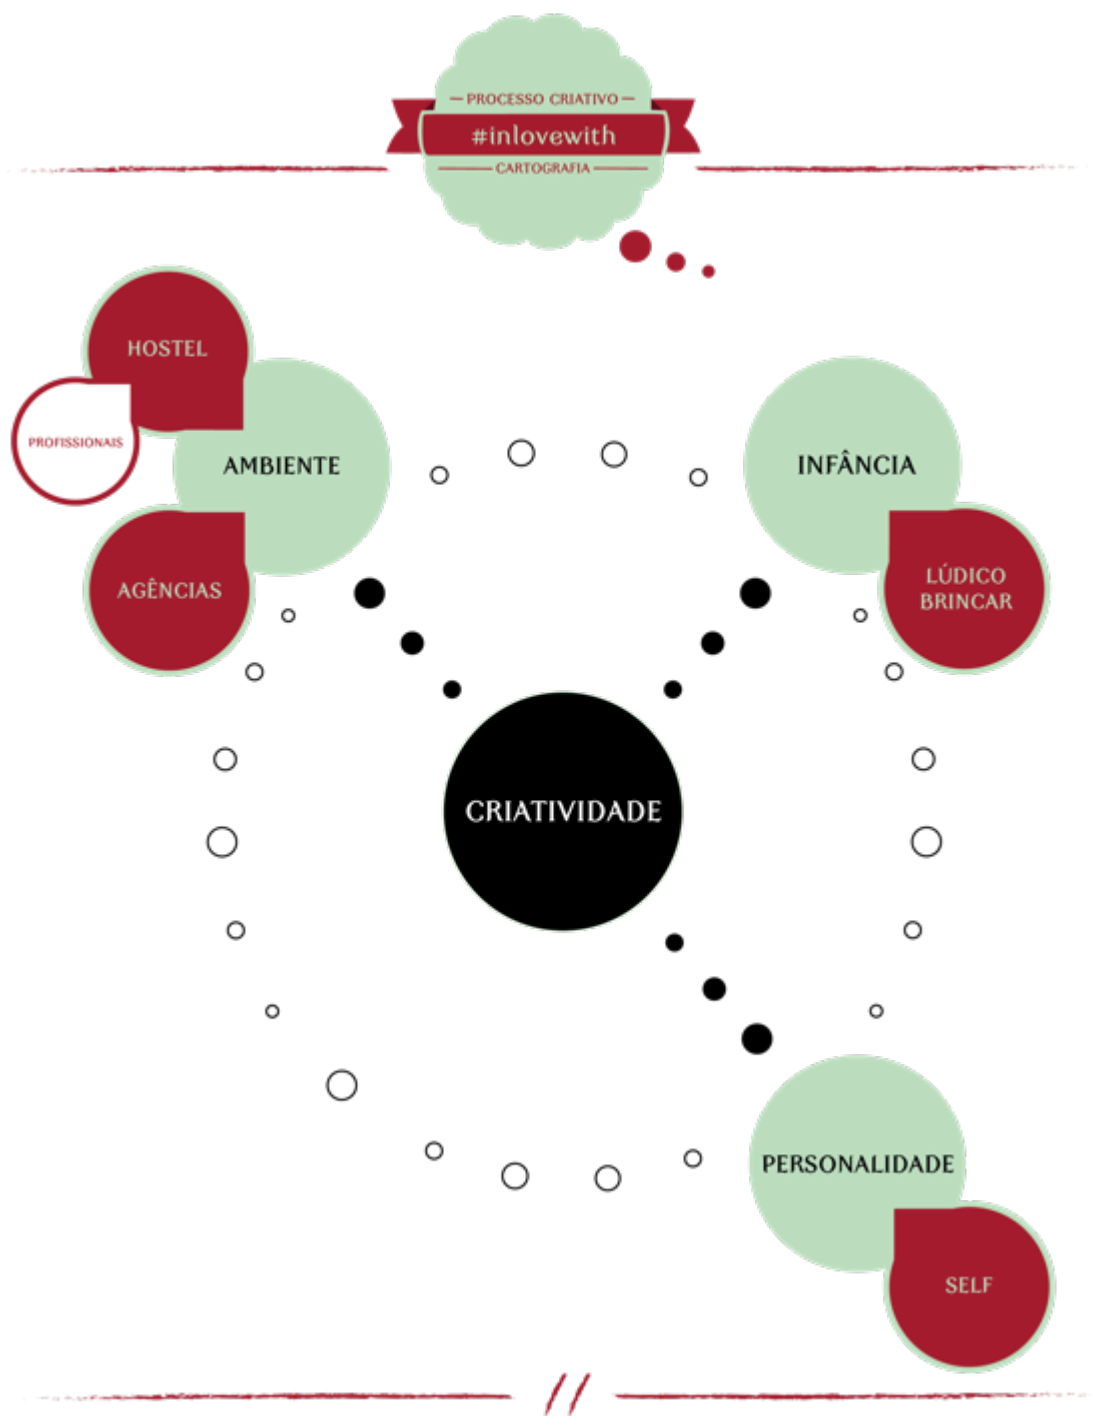 PROCESSO CRIATIVO
#inlovewith
CARTOGRAFIA
HOSTEL
PROFISSIONAIS
AMBIENTE
AGÊNCIAS
INFÂNCIA
LÚDICO
BRINCAR
CRIATIVIDADE
PERSONALIDADE
SELF